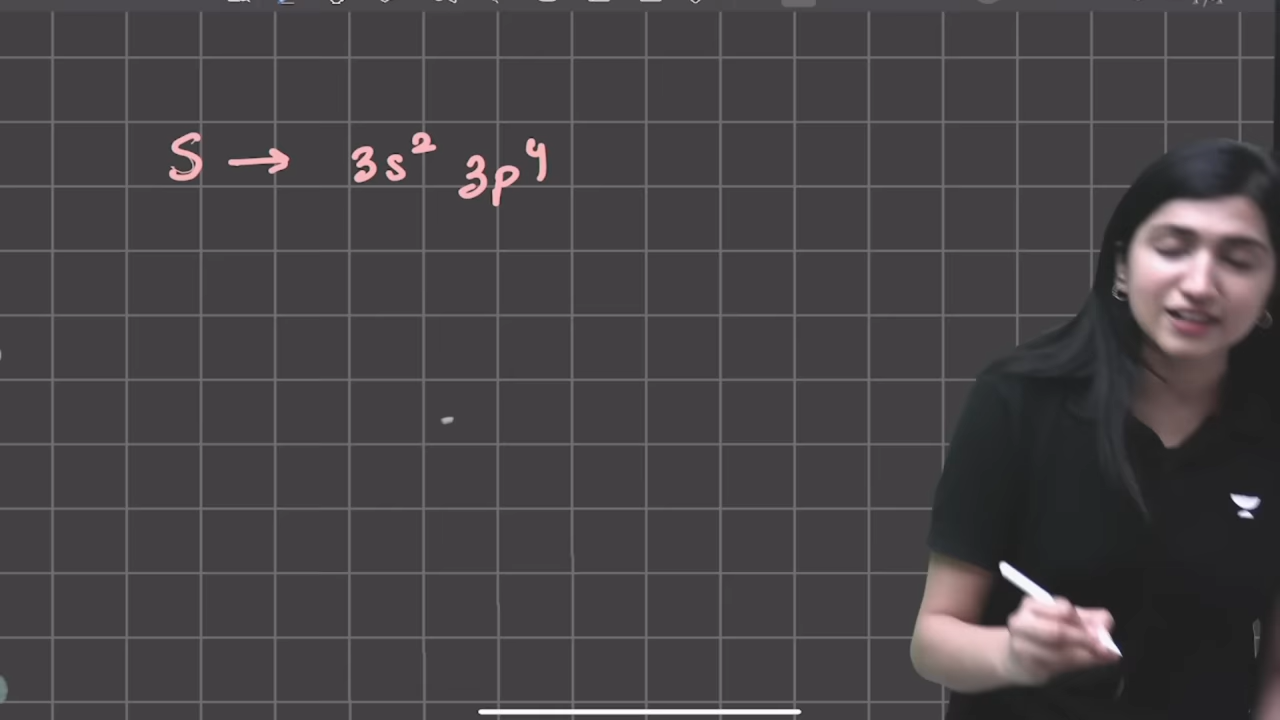 S → 3s² 3p⁴